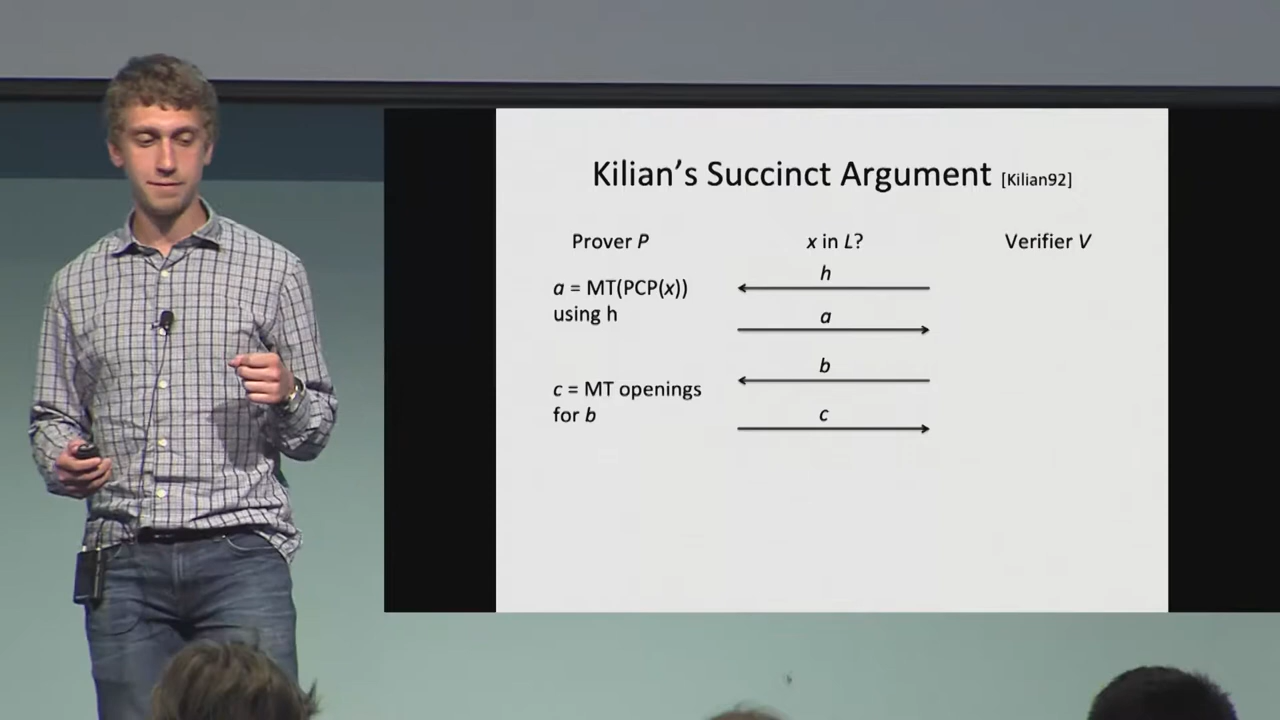 Kilian's Succinct Argument [Kilian92]
Prover P
x in L?
Verifier V
h
a = MT(PCP(x))
using h
a
b
c = MT openings
for b
c